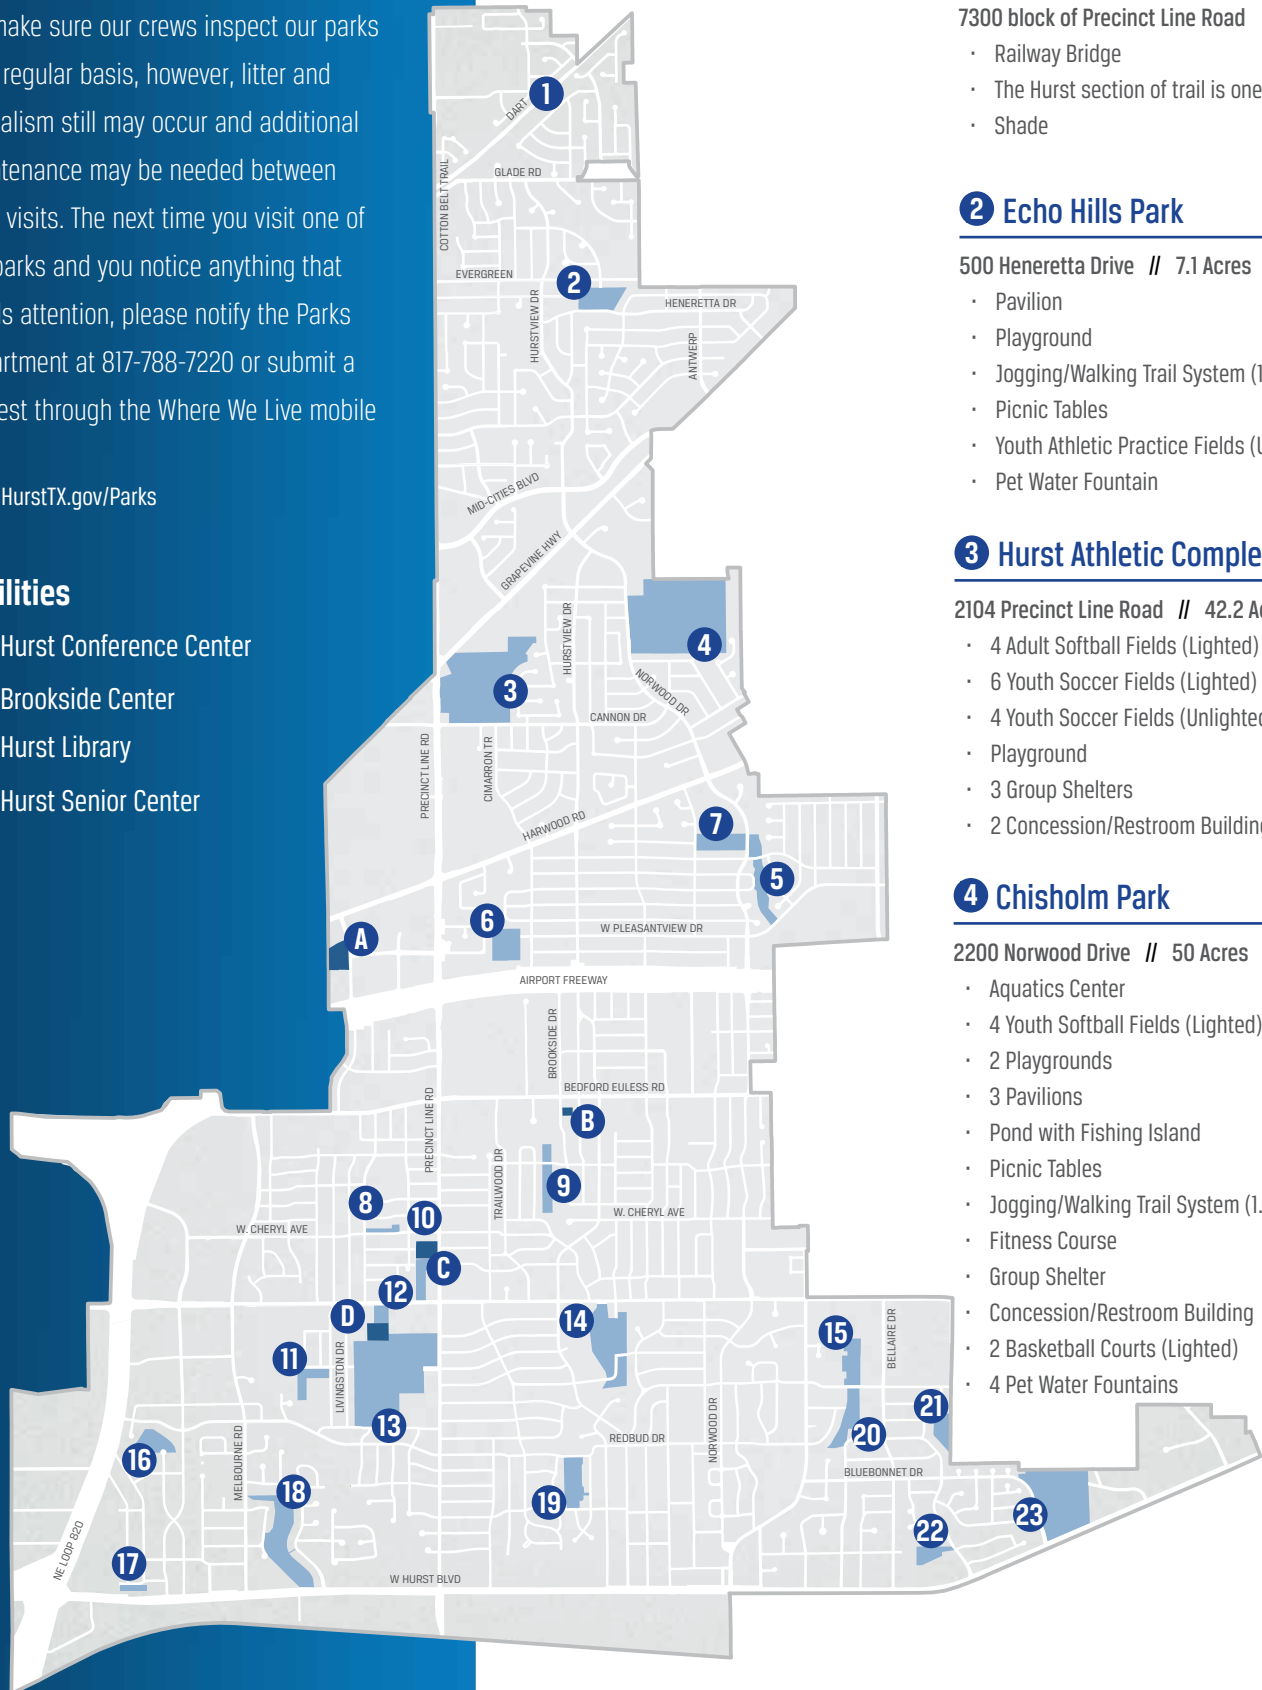 make sure our crews inspect our parks
regular basis, however, litter and
alism still may occur and additional
tenance may be needed between
visits. The next time you visit one of
parks and you notice anything that
s attention, please notify the Parks
artment at 817-788-7220 or submit a
est through the Where We Live mobile
HurstTX.gov/Parks
ilities
Hurst Conference Center
Brookside Center
Hurst Library
Hurst Senior Center
1
DART
COTTON BELT TRAIL
GLADE RD
EVERGREEN
2
HURSTVIEW DR
HENERETTA DR
ANTWERP
MID-CITIES BLVD
GRAPEVINE HWY
HURSTVIEW DR
4
3
NORWOOD DR
CANNON DR
PRECINCT LINE RD
CIMARRON TR
HARWOOD RD
7
5
6
W PLEASANTVIEW DR
A
AIRPORT FREEWAY
BROOKSIDE DR
BEDFORD EULESS RD
PRECINCT LINE RD
B
TRAILWOOD DR
9
8
10
W. CHERYL AVE
W. CHERYL AVE
C
12
D
14
15
BELLAIRE DR
11
LIVINGSTON DR
13
NORWOOD DR
21
20
REDBUD DR
16
MELBOURNE RD
BLUEBONNET DR
18
19
23
22
NE LOOP 820
17
W HURST BLVD
7300 block of Precinct Line Road
· Railway Bridge
· The Hurst section of trail is one
· Shade
2 Echo Hills Park
500 Heneretta Drive // 7.1 Acres
· Pavilion
· Playground
· Jogging/Walking Trail System (1
· Picnic Tables
· Youth Athletic Practice Fields (U
· Pet Water Fountain
3 Hurst Athletic Comple
2104 Precinct Line Road // 42.2 A
· 4 Adult Softball Fields (Lighted)
· 6 Youth Soccer Fields (Lighted)
· 4 Youth Soccer Fields (Unlighte
· Playground
· 3 Group Shelters
· 2 Concession/Restroom Building
4 Chisholm Park
2200 Norwood Drive // 50 Acres
· Aquatics Center
· 4 Youth Softball Fields (Lighted)
· 2 Playgrounds
· 3 Pavilions
· Pond with Fishing Island
· Picnic Tables
· Jogging/Walking Trail System (1.
· Fitness Course
· Group Shelter
· Concession/Restroom Building
· 2 Basketball Courts (Lighted)
· 4 Pet Water Fountains